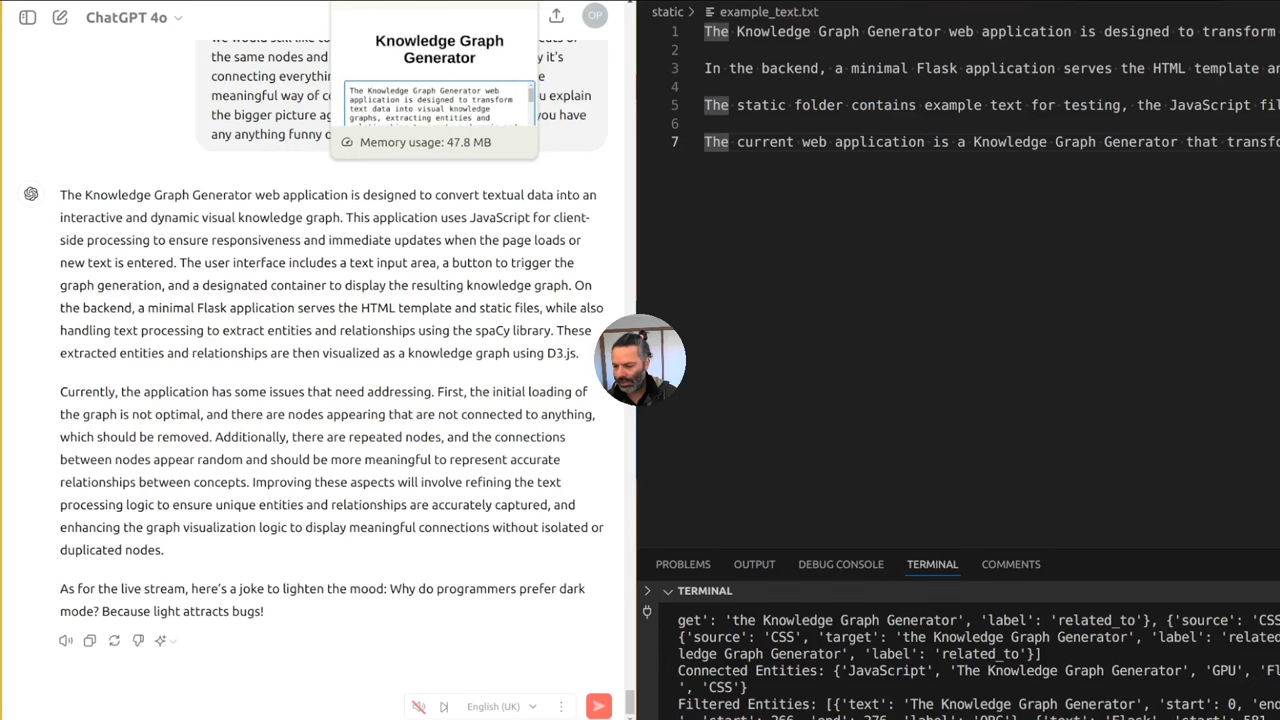 ChatGPT 4o
OP
the same nodes and
connecting everything
meaningful way of
the bigger picture
any anything funny
y it's
e
u explain
you have
Knowledge Graph
Generator
The Knowledge Graph Generator web
application is designed to transform
text data into visual knowledge
graphs, extracting entities and
Memory usage: 47.8 MB
The Knowledge Graph Generator web application is designed to convert textual data into an
interactive and dynamic visual knowledge graph. This application uses JavaScript for client-
side processing to ensure responsiveness and immediate updates when the page loads or
new text is entered. The user interface includes a text input area, a button to trigger the
graph generation, and a designated container to display the resulting knowledge graph. On
the backend, a minimal Flask application serves the HTML template and static files, while also
handling text processing to extract entities and relationships using the spaCy library. These
extracted entities and relationships are then visualized as a knowledge graph using D3.js.
Currently, the application has some issues that need addressing. First, the initial loading of
the graph is not optimal, and there are nodes appearing that are not connected to anything,
which should be removed. Additionally, there are repeated nodes, and the connections
between nodes appear random and should be more meaningful to represent accurate
relationships between concepts. Improving these aspects will involve refining the text
processing logic to ensure unique entities and relationships are accurately captured, and
enhancing the graph visualization logic to display meaningful connections without isolated or
duplicated nodes.
As for the live stream, here's a joke to lighten the mood: Why do programmers prefer dark
mode? Because light attracts bugs!
English (UK)
static > example_text.txt
1 The Knowledge Graph Generator web application is designed to transform
2
3 In the backend, a minimal Flask application serves the HTML template an
4
5 The static folder contains example text for testing, the JavaScript fil
6
7 The current web application is a Knowledge Graph Generator that transfo
PROBLEMS OUTPUT DEBUG CONSOLE TERMINAL COMMENTS
TERMINAL
get': 'the Knowledge Graph Generator', 'label': 'related_to'}, {'source': 'CSS
{'source': 'CSS', 'target': 'the Knowledge Graph Generator', 'label': 'related
ledge Graph Generator', 'label': 'related_to'}]
Connected Entities: {'JavaScript', 'The Knowledge Graph Generator', 'GPU', 'Fl
', 'CSS'}
Filtered Entities: [{'text': 'The Knowledge Graph Generator', 'start': 0, 'end